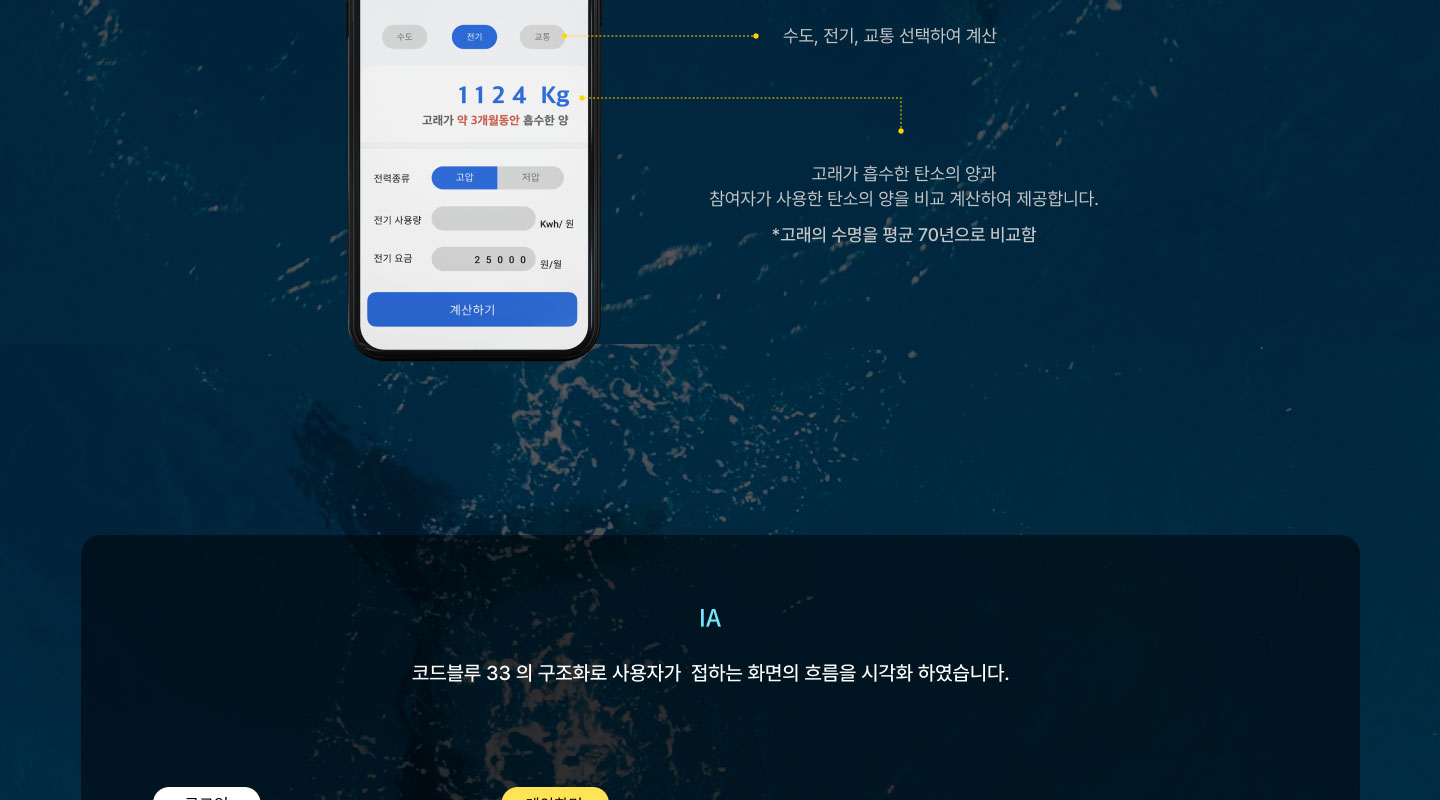 수도 전기 교통
수도, 전기, 교통 선택하여 계산
1124 Kg
고래가 약 3개월동안 흡수한 양
고래가 흡수한 탄소의 양과
참여자가 사용한 탄소의 양을 비교 계산하여 제공합니다.
*고래의 수명을 평균 70년으로 비교함
전력종류 고압 저압
전기 사용량 Kwh/ 원
전기 요금 25000 원/월
계산하기
IA
코드블루 33 의 구조화로 사용자가 접하는 화면의 흐름을 시각화 하였습니다.